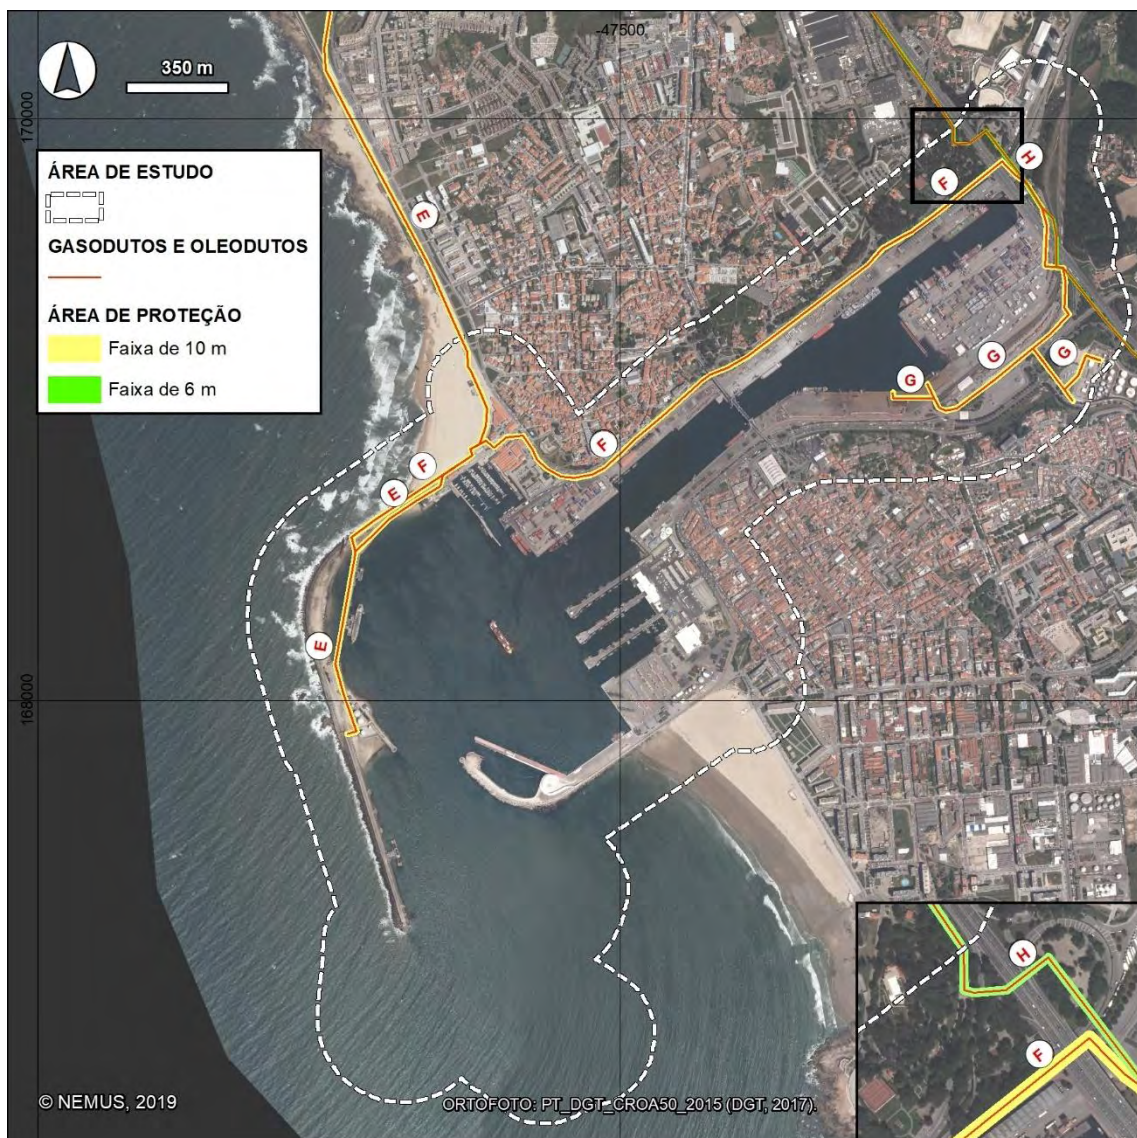 -47500
350 m
170000
ÁREA DE ESTUDO
GASODUTOS E OLEODUTOS
ÁREA DE PROTEÇÃO
Faixa de 10 m
Faixa de 6 m
168000
H
F
E
G
G
G
F
F
E
E
H
F
© NEMUS, 2019
ORTOFOTO: PT_DGT_CROA50_2015 (DGT, 2017).